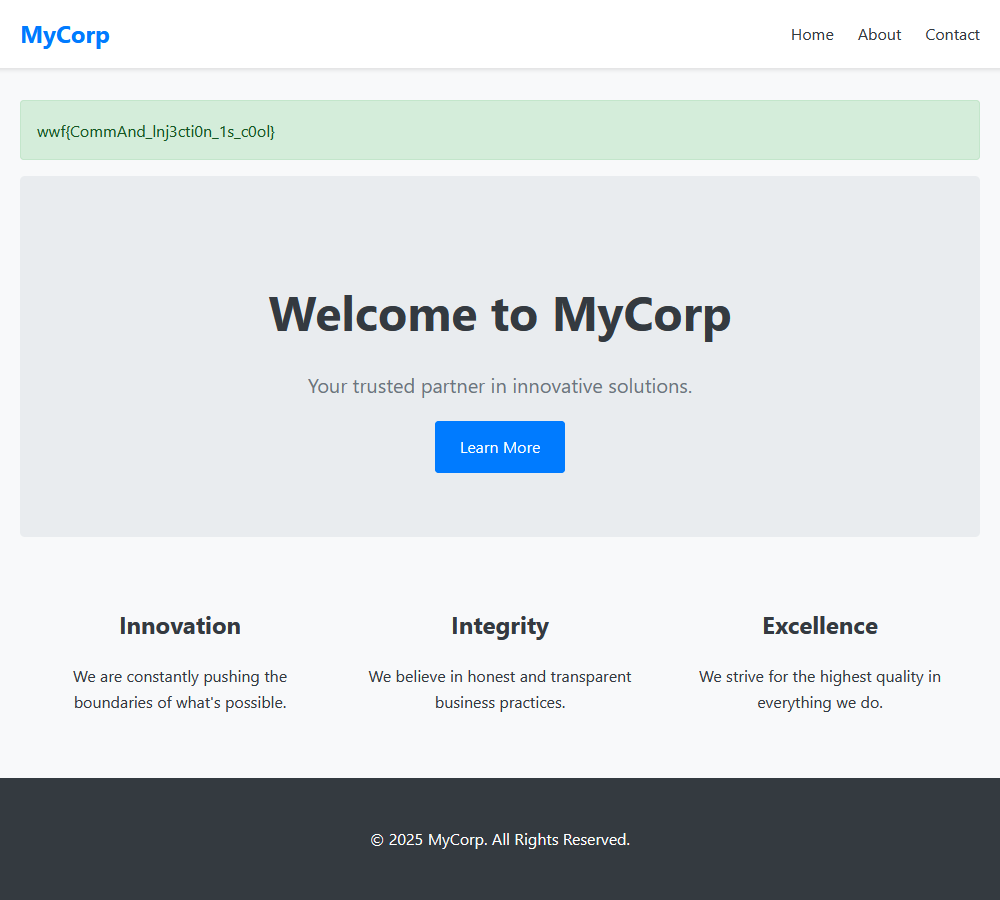 MyCorp
Home About Contact
wwf{CommAnd_lnj3cti0n_1s_c0ol}
Welcome to MyCorp
Your trusted partner in innovative solutions.
Learn More
Innovation
We are constantly pushing the
boundaries of what's possible.
Integrity
We believe in honest and transparent
business practices.
Excellence
We strive for the highest quality in
everything we do.
© 2025 MyCorp. All Rights Reserved.